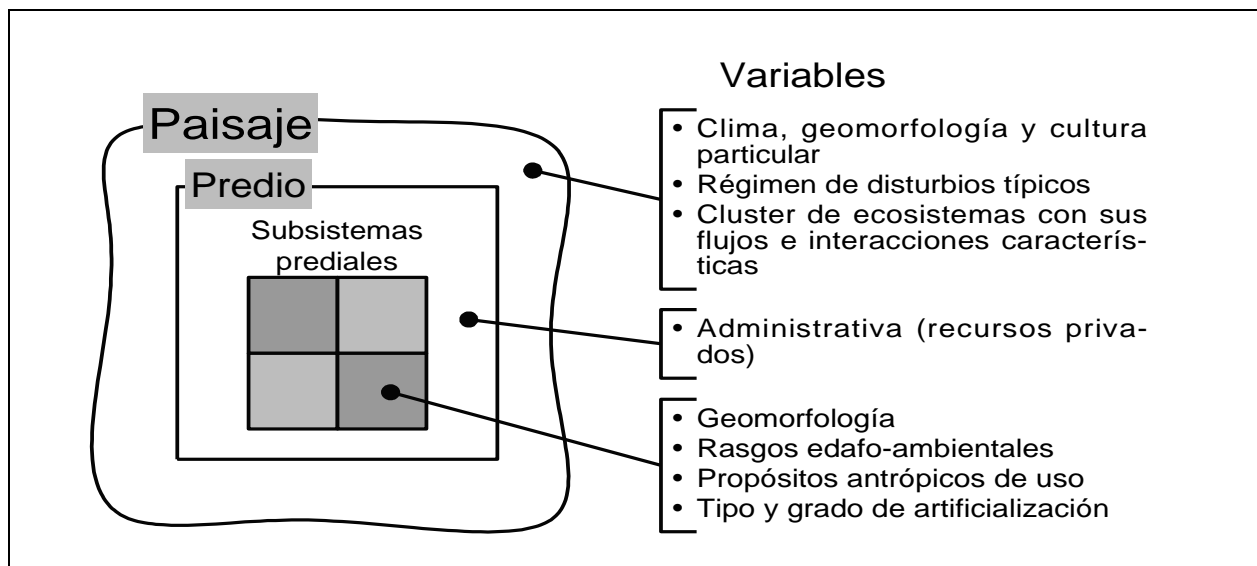 Variables
Paisaje
Predio
Subsistemas
prediales
• Clima, geomorfología y cultura
particular
• Régimen de disturbios típicos
• Cluster de ecosistemas con sus
flujos e interacciones caracterís-
ticas
• Administrativa (recursos priva-
dos)
• Geomorfología
• Rasgos edafo-ambientales
• Propósitos antrópicos de uso
• Tipo y grado de artificialización